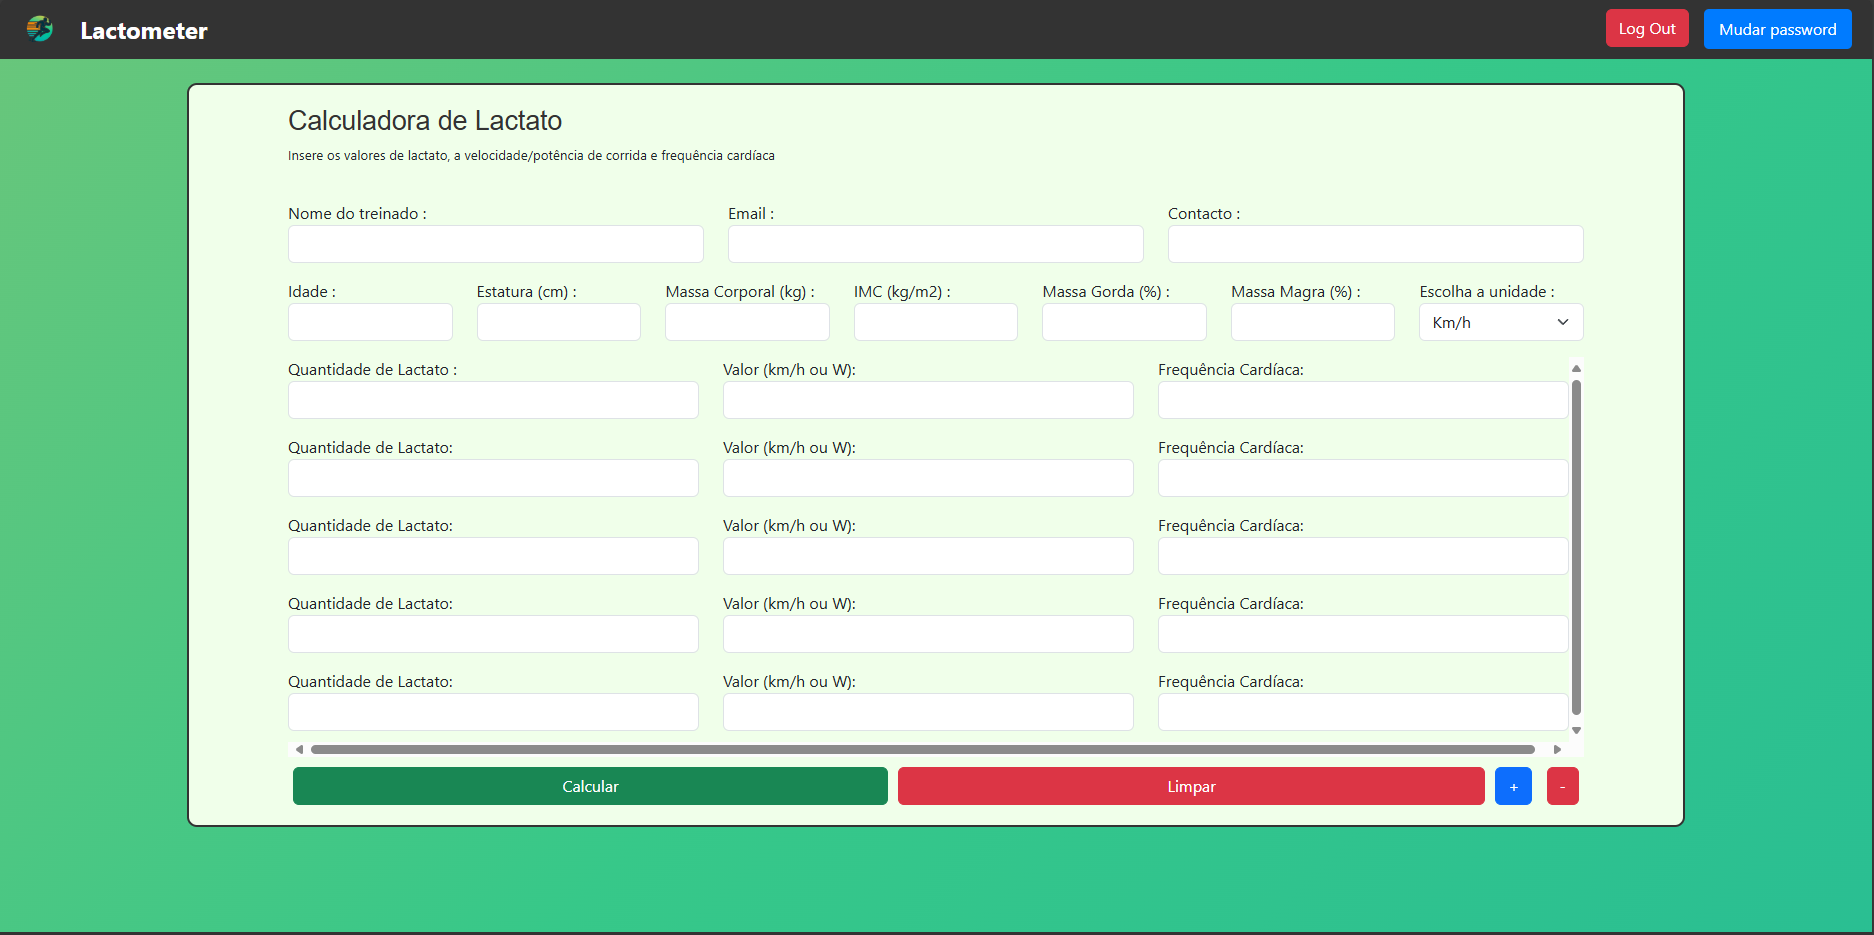 Lactometer
Log Out
Mudar password
Calculadora de Lactato
Insere os valores de lactato, a velocidade/potência de corrida e frequência cardíaca
Nome do treinado : Email : Contacto :
Idade : Estatura (cm) : Massa Corporal (kg) : IMC (kg/m2) : Massa Gorda (%) : Massa Magra (%) : Escolha a unidade :
Km/h
Quantidade de Lactato : Valor (km/h ou W): Frequência Cardíaca:
Quantidade de Lactato: Valor (km/h ou W): Frequência Cardíaca:
Quantidade de Lactato: Valor (km/h ou W): Frequência Cardíaca:
Quantidade de Lactato: Valor (km/h ou W): Frequência Cardíaca:
Quantidade de Lactato: Valor (km/h ou W): Frequência Cardíaca:
Calcular Limpar + -